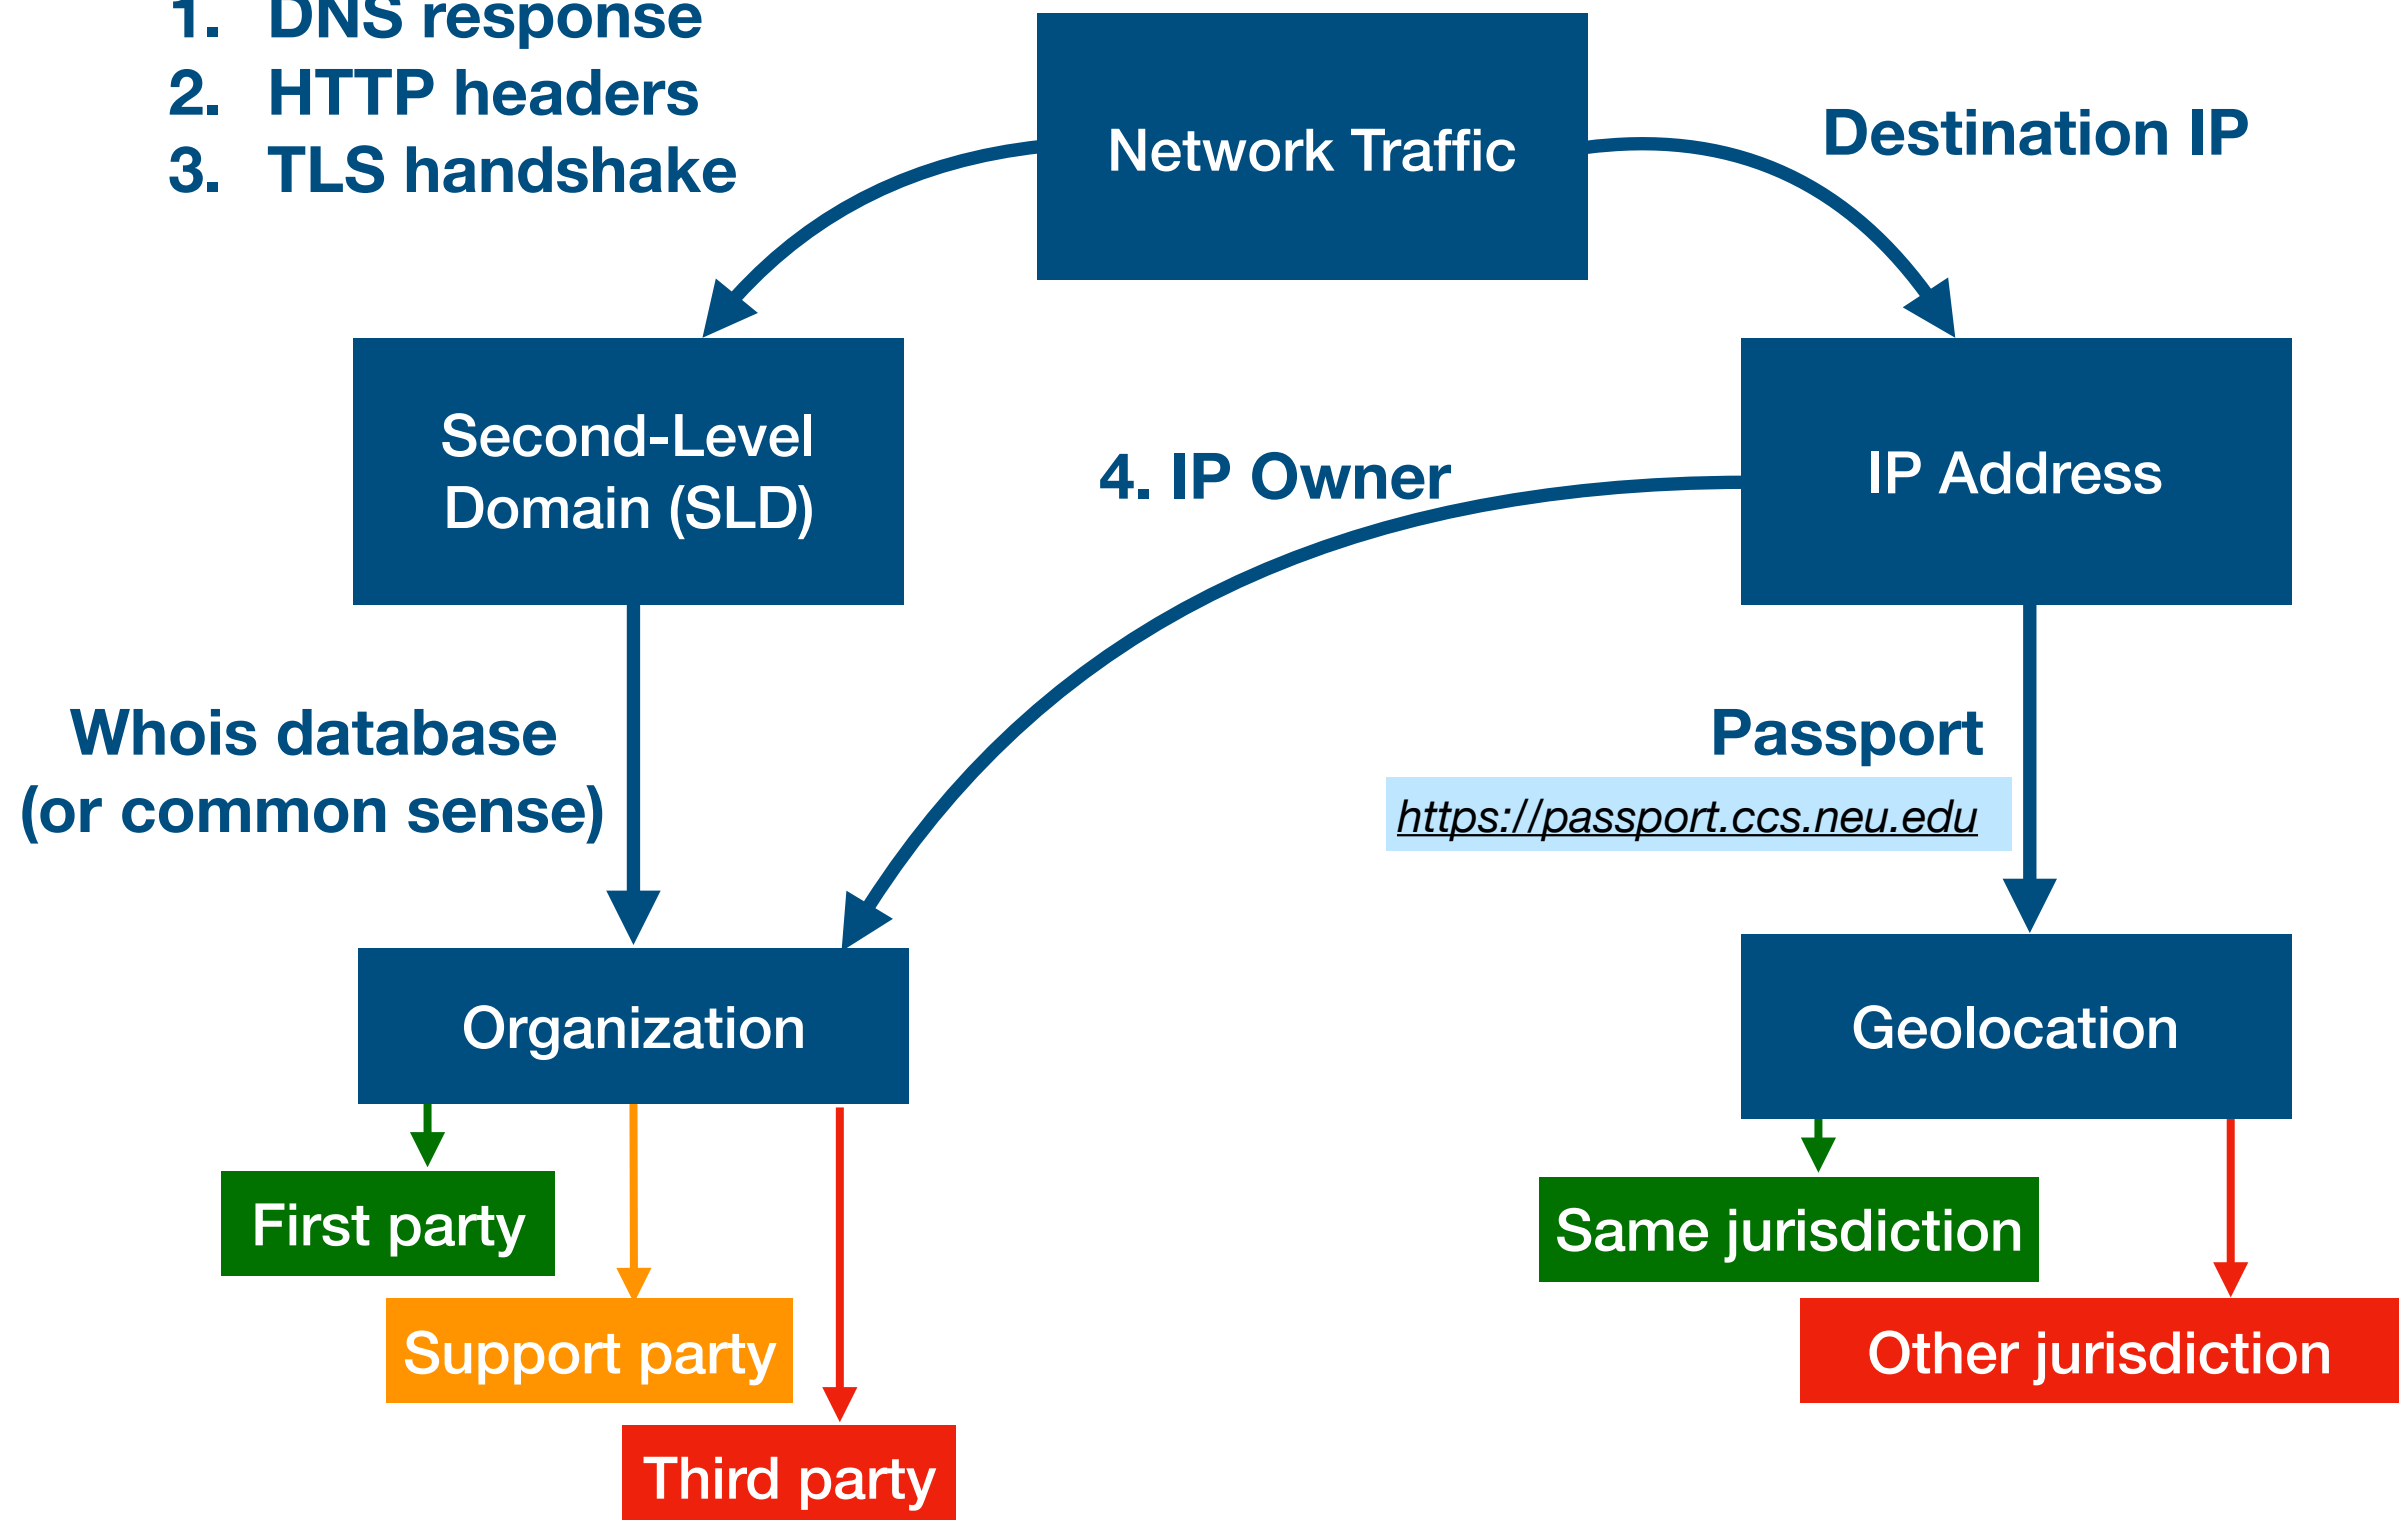 1. DNS response
2. HTTP headers
3. TLS handshake
Network Traffic
Destination IP
Second-Level
Domain (SLD)
4. IP Owner
IP Address
Whois database
(or common sense)
Passport
https://passport.ccs.neu.edu
Organization
Geolocation
First party
Same jurisdiction
Support party
Other jurisdiction
Third party